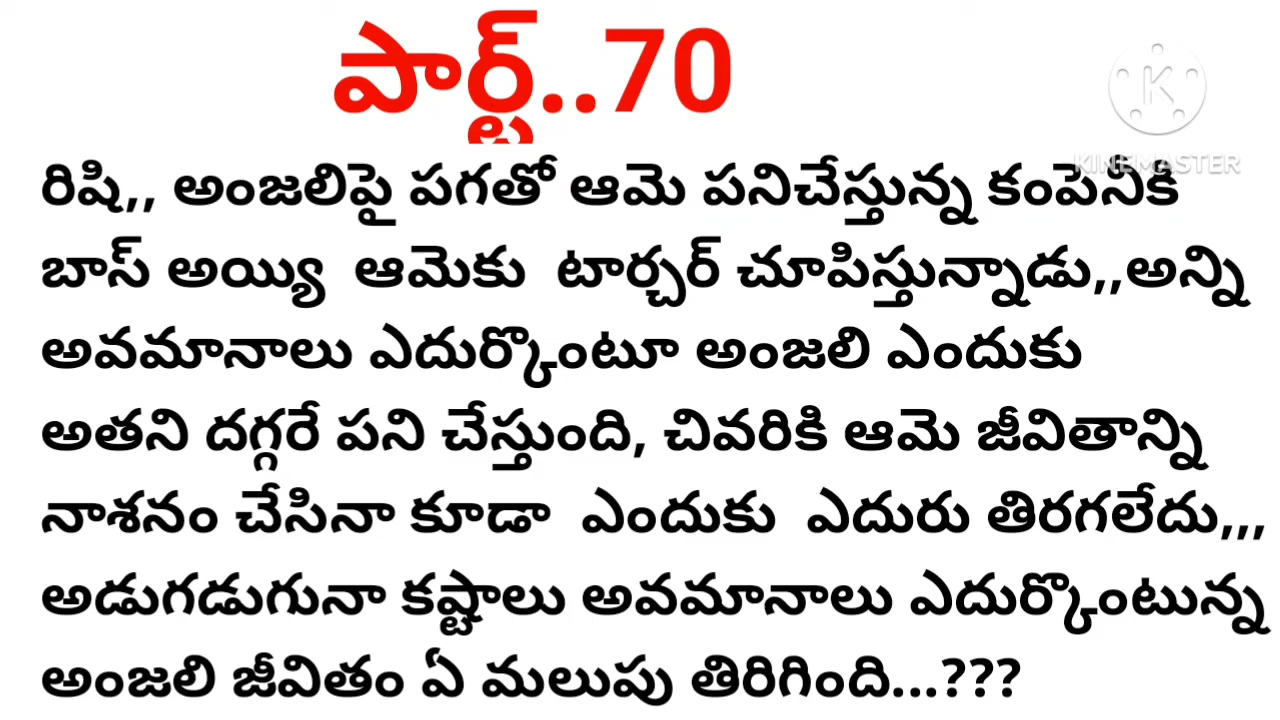 పార్ట్..70
K
KINEMASTER
రిషి,, అంజలిపై పగతో ఆమె పనిచేస్తున్న కంపెనీకి
బాస్ అయ్యి ఆమెకు టార్చర్ చూపిస్తున్నాడు,,అన్ని
అవమానాలు ఎదుర్కొంటూ అంజలి ఎందుకు
అతని దగ్గరే పని చేస్తుంది, చివరికి ఆమె జీవితాన్ని
నాశనం చేసినా కూడా ఎందుకు ఎదురు తిరగలేదు,,,
అడుగడుగునా కష్టాలు అవమానాలు ఎదుర్కొంటున్న
అంజలి జీవితం ఏ మలుపు తిరిగింది...???